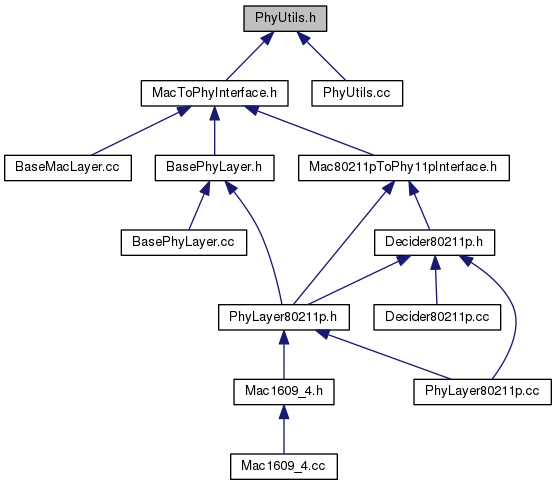 PhyUtils.h
MacToPhyInterface.h
PhyUtils.cc
BaseMacLayer.cc
BasePhyLayer.h
Mac80211pToPhy11pInterface.h
BasePhyLayer.cc
Decider80211p.h
PhyLayer80211p.h
Decider80211p.cc
Mac1609_4.h
PhyLayer80211p.cc
Mac1609_4.cc